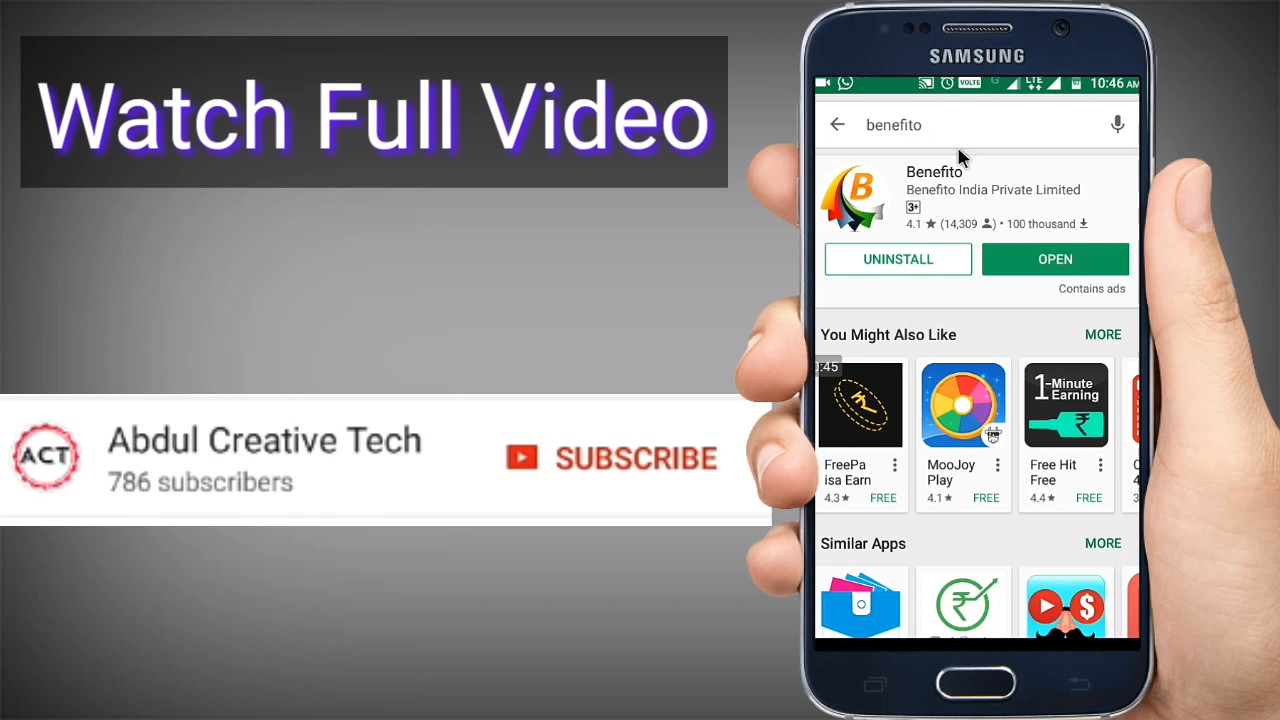 Watch Full Video
ACT
Abdul Creative Tech
786 subscribers
SUBSCRIBE
SAMSUNG
VOLTE
G
LTE
10:46 AM
benefito
B
Benefito
Benefito India Private Limited
3+
4.1 ★ (14,309) • 100 thousand
UNINSTALL
OPEN
Contains ads
You Might Also Like
MORE
:45
1-Minute
Earning
FreePa
isa Earn
4.3★ FREE
MooJoy
Play
4.1★ FREE
Free Hit
Free
4.4★ FREE
Similar Apps
MORE